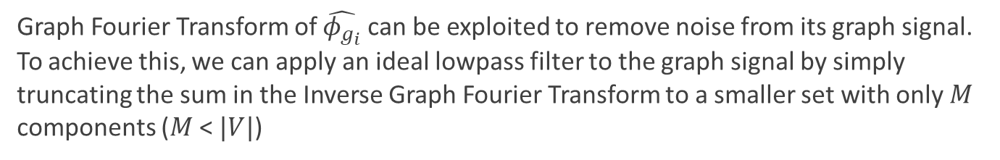 Graph Fourier Transform of $\widehat{\phi_{g_i}}$ can be exploited to remove noise from its graph signal.
To achieve this, we can apply an ideal lowpass filter to the graph signal by simply
truncating the sum in the Inverse Graph Fourier Transform to a smaller set with only M
components (M < |V|)